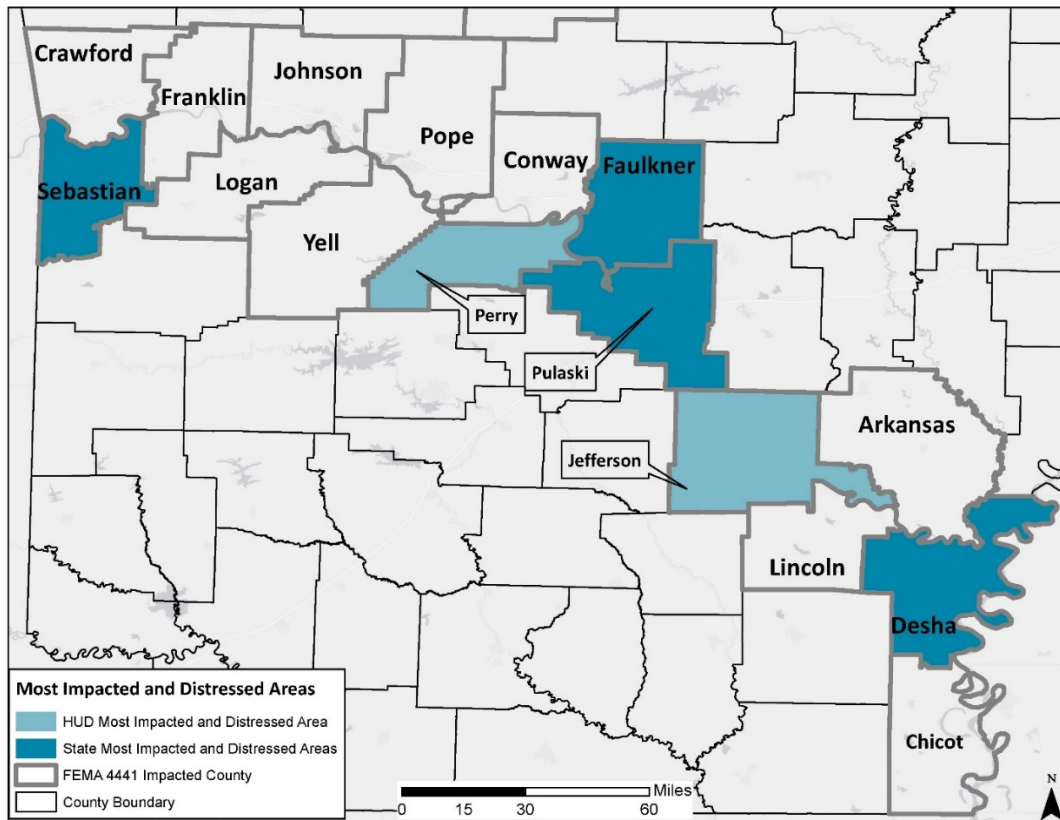 Crawford
Johnson
Franklin
Pope
Conway
Faulkner
Sebastian
Logan
Yell
Perry
Pulaski
Arkansas
Jefferson
Lincoln
Desha
Chicot
Most Impacted and Distressed Areas
HUD Most Impacted and Distressed Area
State Most Impacted and Distressed Areas
FEMA 4441 Impacted County
County Boundary
Miles
0 15 30 60
N